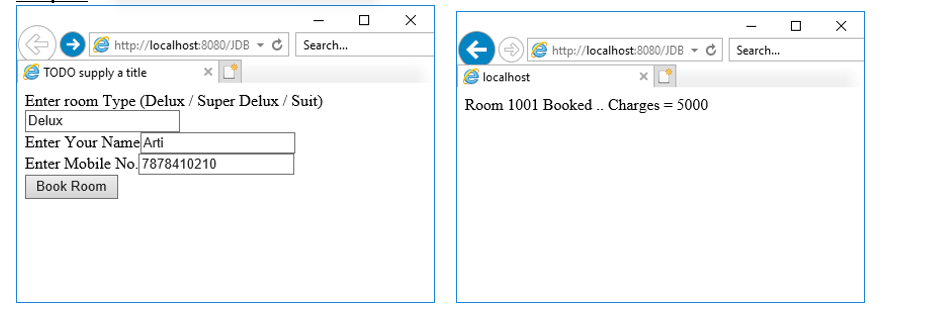 http://localhost:8080/JDB
Search...
TODO supply a title
Enter room Type (Delux / Super Delux / Suit)
Delux
Enter Your Name Arti
Enter Mobile No. 7878410210
Book Room
http://localhost:8080/JDB
Search...
localhost
Room 1001 Booked .. Charges = 5000